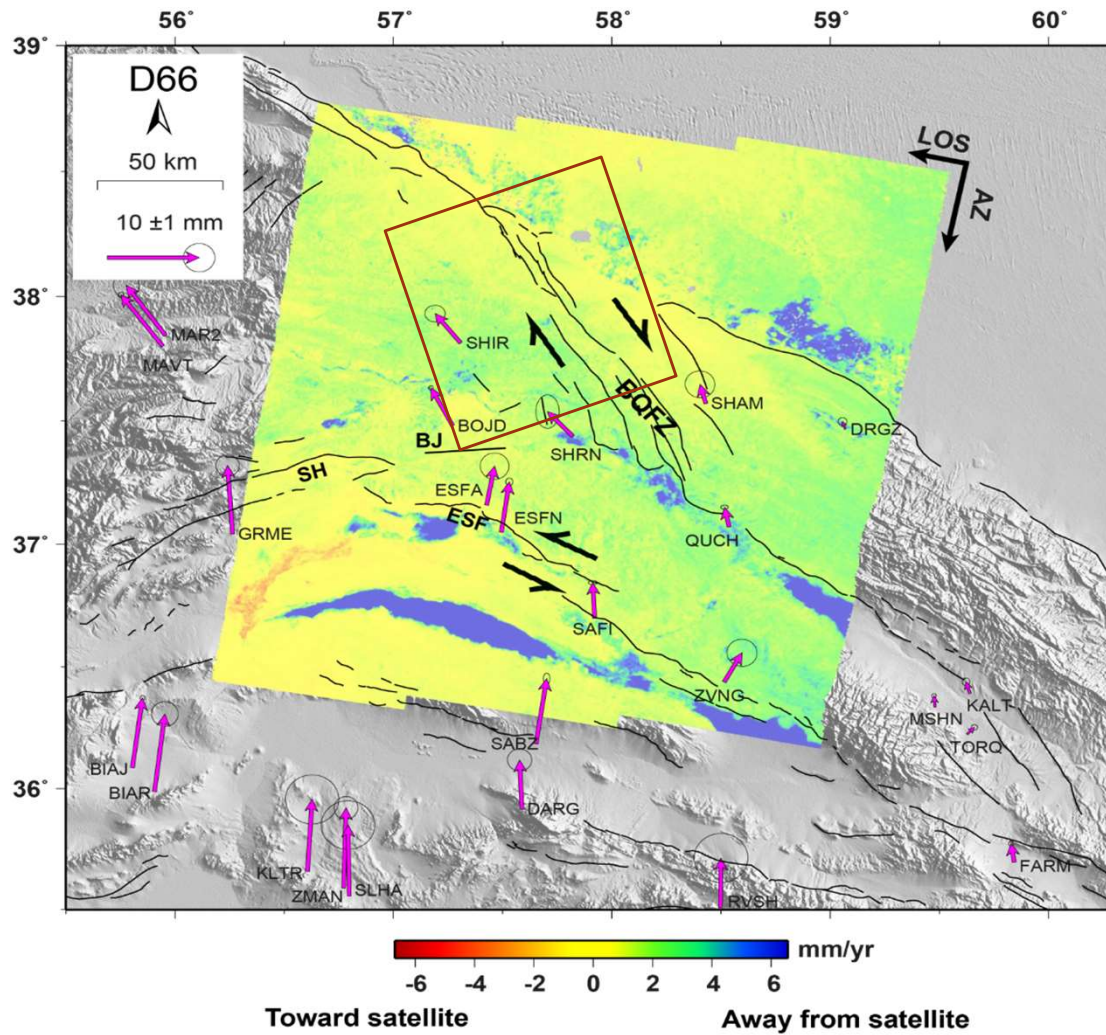 56° 57° 58° 59° 60°
39°
D66
50 km
10 ±1 mm
LOS
AZ
38°
MAR2
MAVT
SHIR
BQFZ
SHAM
BOJD
DRGZ
BJ
SHRN
SH
ESFA
ESF
ESFN
GRME
QUCH
37°
SAFI
ZVNG
KALT
MSHN
TORQ
SABZ
BIAJ
BIAR
36°
DARG
KLTR
ZMAN
SLHA
RVSH
FARM
mm/yr
-6 -4 -2 0 2 4 6
Toward satellite Away from satellite